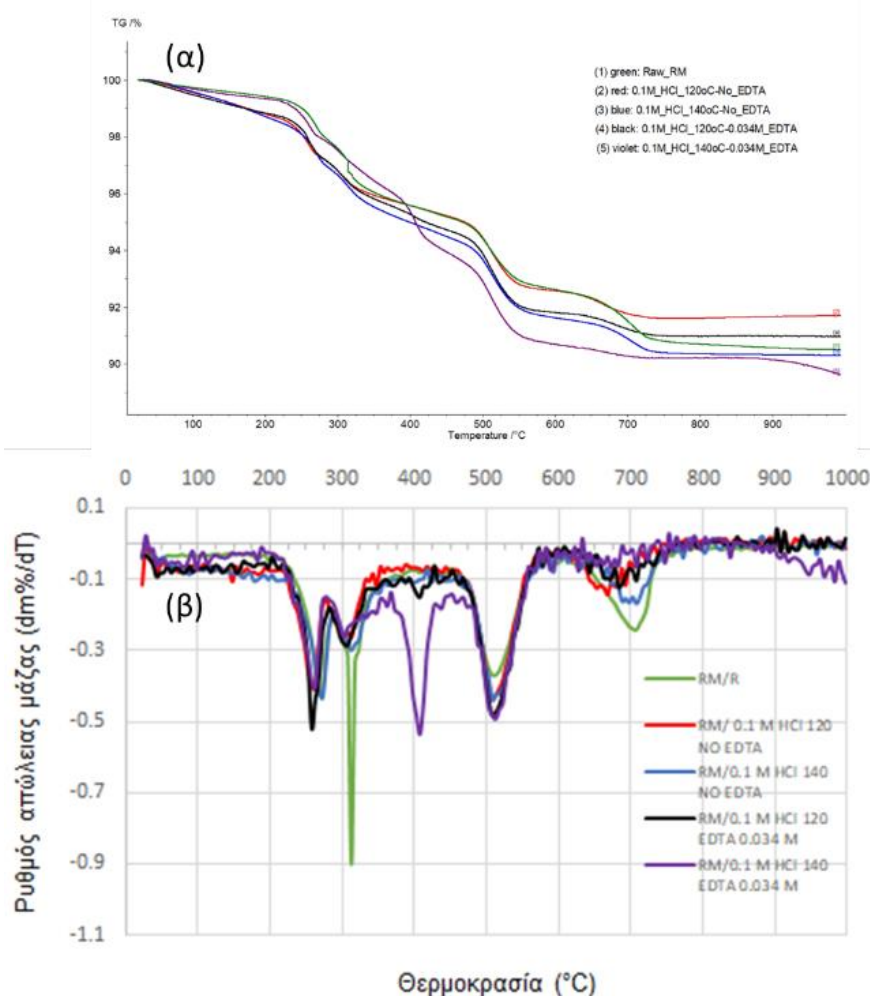 TG /%
(α)
(1) green: Raw_RM
(2) red: 0.1M_HCl_120oC-No_EDTA
(3) blue: 0.1M_HCl_140oC-No_EDTA
(4) black: 0.1M_HCl_120oC-0.034M_EDTA
(5) violet: 0.1M_HCl_140oC-0.034M_EDTA
100
98
96
94
92
90
100 200 300 400 500 600 700 800 900
Temperature /°C
0 100 200 300 400 500 600 700 800 900 1000
0.1
-0.1
-0.3
-0.5
-0.7
-0.9
-1.1
(β)
Ρυθμός απώλειας μάζας (dm%/dT)
RM/R
RM/ 0.1 M HCl 120
NO EDTA
RM/0.1 M HCl 140
NO EDTA
RM/0.1 M HCl 120
EDTA 0.034 M
RM/0.1 M HCl 140
EDTA 0.034 M
Θερμοκρασία (°C)